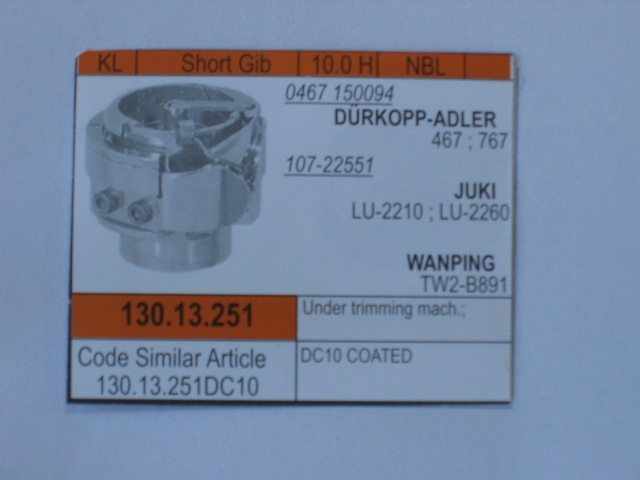 KL Short Gib 10.0 H NBL
0467 150094
DÜRKOPP-ADLER
467 ; 767
107-22551
JUKI
LU-2210 ; LU-2260
WANPING
TW2-B891
130.13.251
Under trimming mach.;
Code Similar Article
130.13.251DC10
DC10 COATED